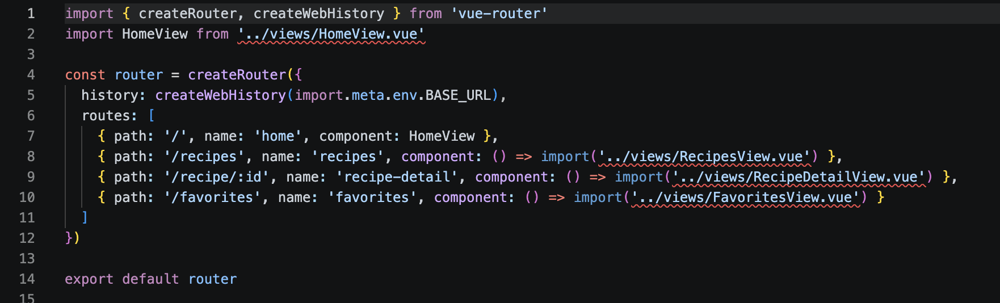 1 import { createRouter, createWebHistory } from 'vue-router'
2 import HomeView from '../views/HomeView.vue'
3
4 const router = createRouter({
5   history: createWebHistory(import.meta.env.BASE_URL),
6   routes: [
7     { path: '/', name: 'home', component: HomeView },
8     { path: '/recipes', name: 'recipes', component: () => import('../views/RecipesView.vue') },
9     { path: '/recipe/:id', name: 'recipe-detail', component: () => import('../views/RecipeDetailView.vue') },
10     { path: '/favorites', name: 'favorites', component: () => import('../views/FavoritesView.vue') }
11   ]
12 })
13
14 export default router
15